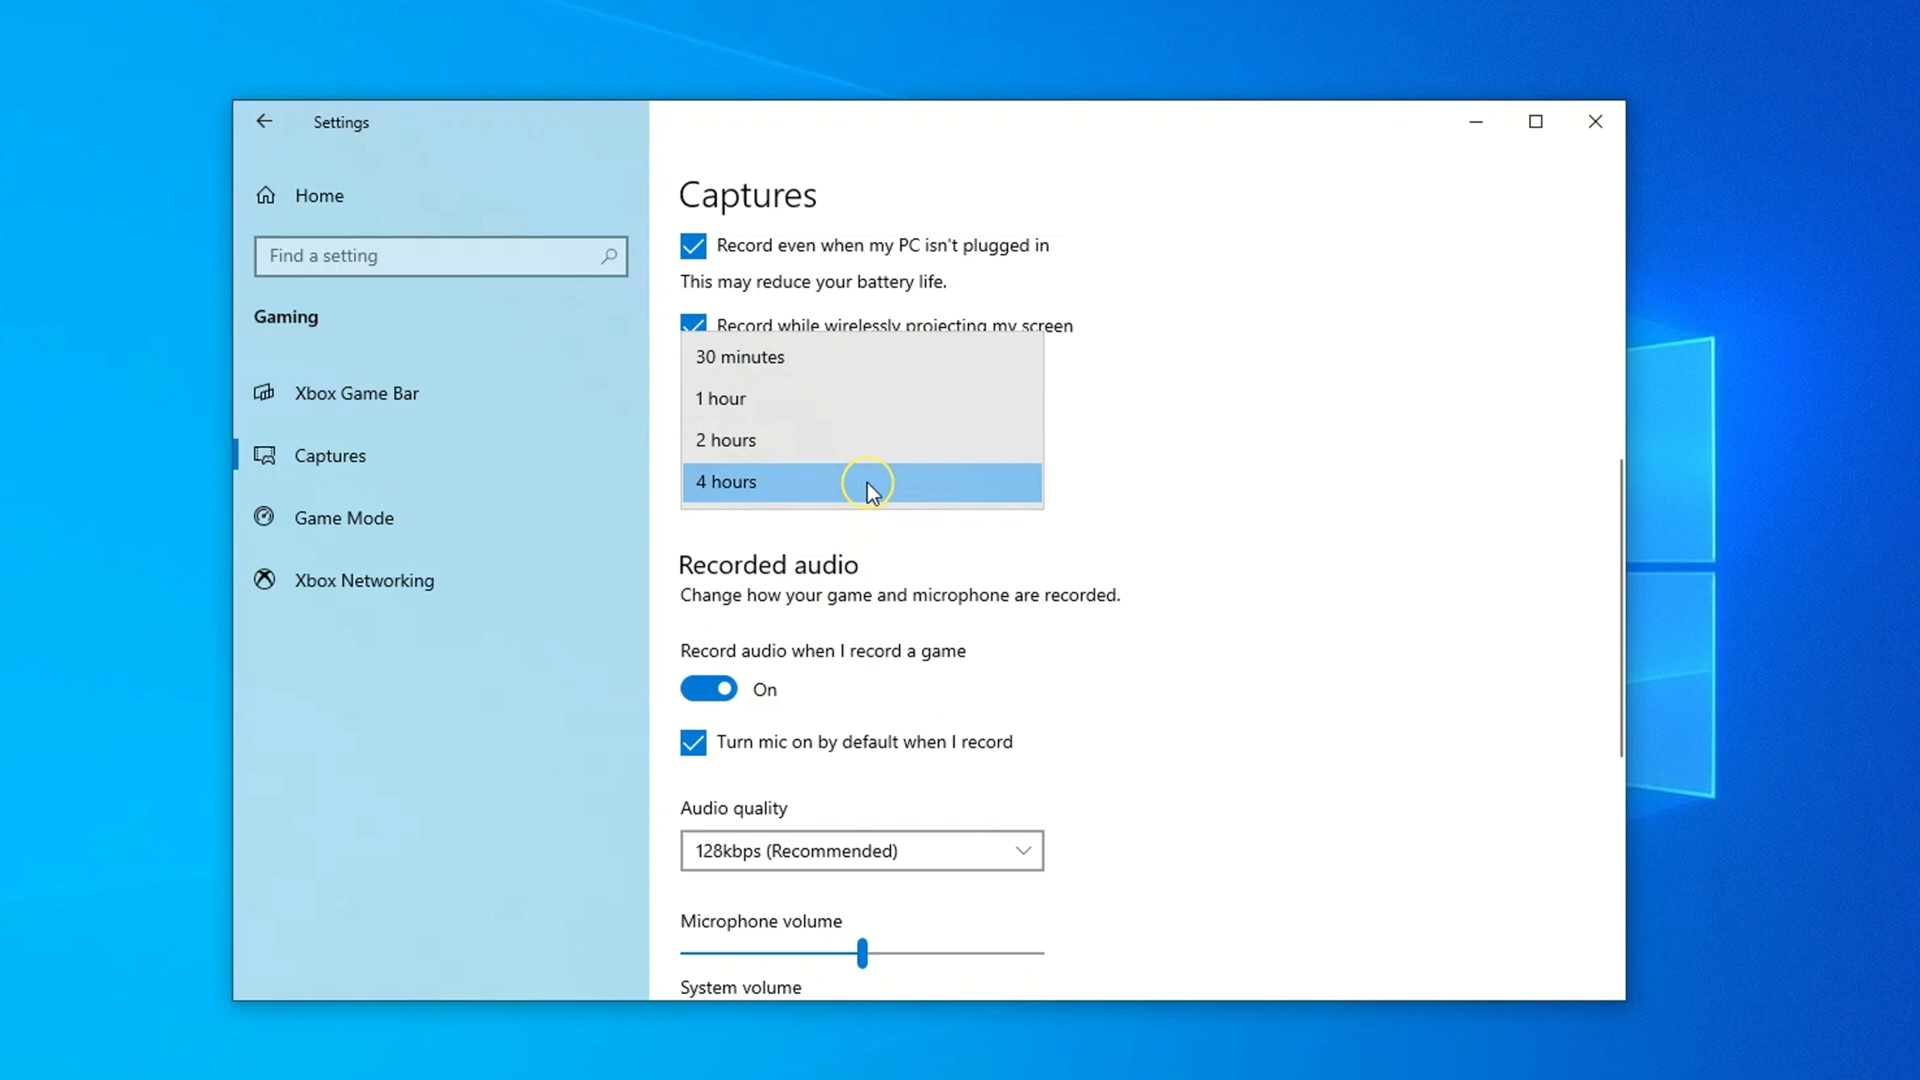 Settings
Home
Find a setting
Gaming
Xbox Game Bar
Captures
Game Mode
Xbox Networking
Captures
Record even when my PC isn't plugged in
This may reduce your battery life.
Record while wirelessly projecting my screen
30 minutes
1 hour
2 hours
4 hours
Recorded audio
Change how your game and microphone are recorded.
Record audio when I record a game
On
Turn mic on by default when I record
Audio quality
128kbps (Recommended)
Microphone volume
System volume